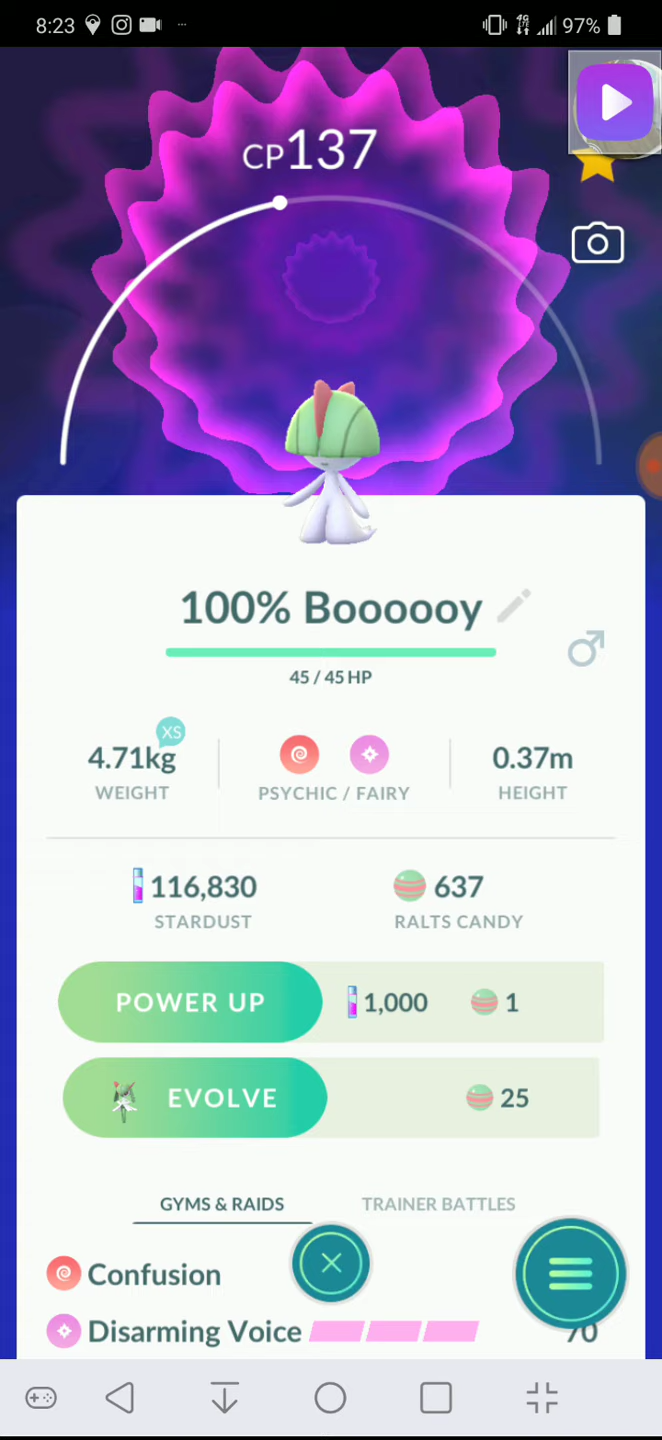 8:23 4G LTE 97%
CP137
100% Boooooy
45 / 45 HP
XS
4.71kg
WEIGHT
PSYCHIC / FAIRY
0.37m
HEIGHT
116,830
STARDUST
637
RALTS CANDY
POWER UP 1,000 1
EVOLVE 25
GYMS & RAIDS TRAINER BATTLES
Confusion
Disarming Voice 70